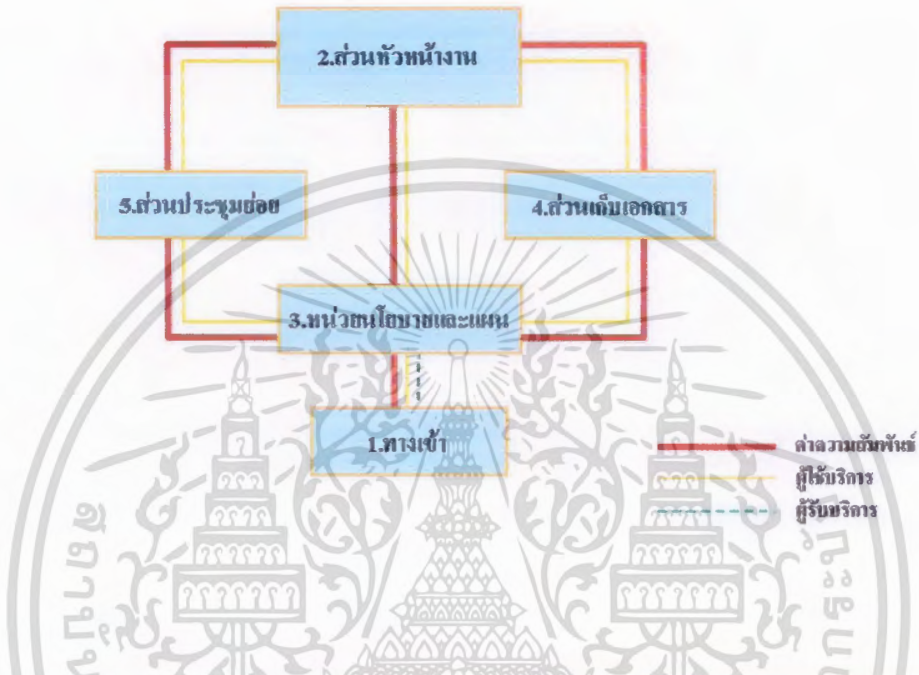 2.ส่วนหัวหน้างาน
5.ส่วนประชุมย่อย
4.ส่วนเก็บเอกสาร
3.หน่วยนโยบายและแผน
1.ทางเข้า
ค่าความสัมพันธ์
ผู้ใช้บริการ
ผู้รับบริการ